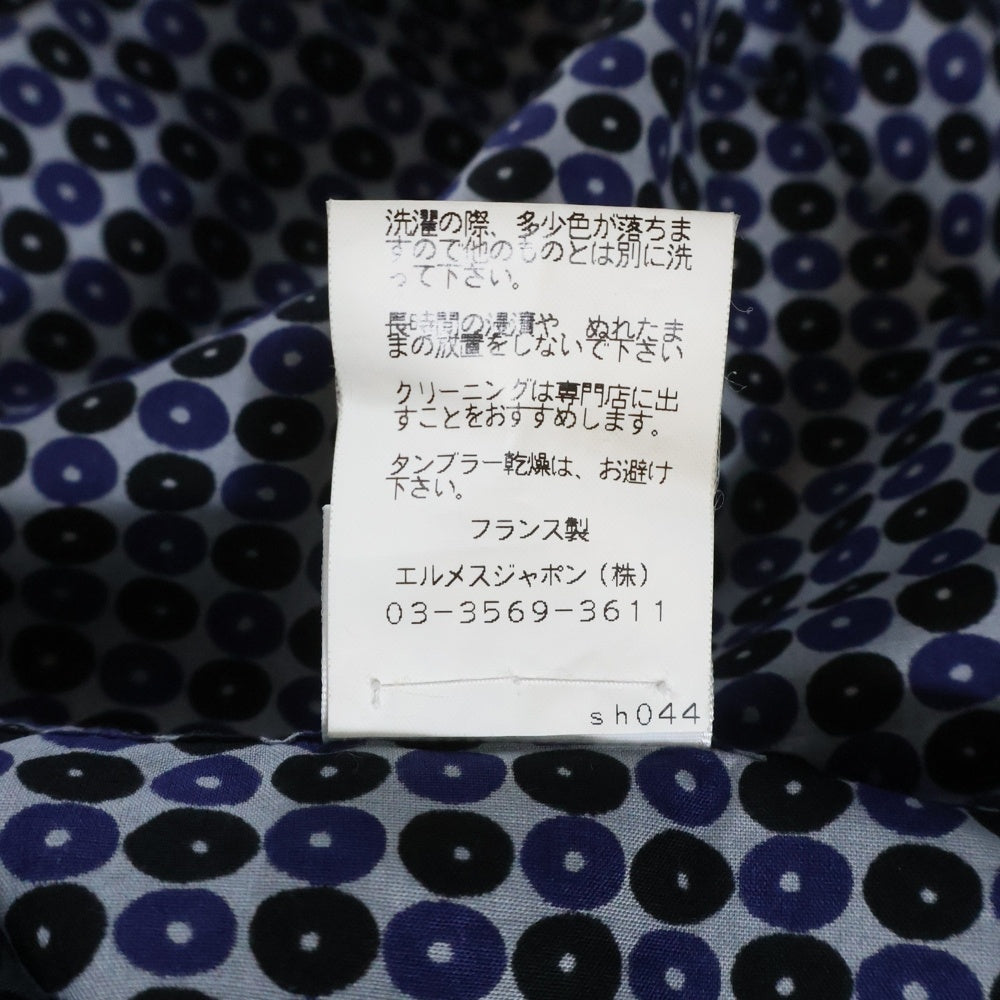 洗濯の際、多少色が落ちま
すので他のものとは別に洗
って下さい。
長時間の浸漬や、ぬれたま
まの放置をしないで下さい
クリーニングは専門店に出
すことをおすすめします。
タンブラー乾燥は、お避け
下さい。
フランス製
エルメスジャポン（株）
03-3569-3611
sh044